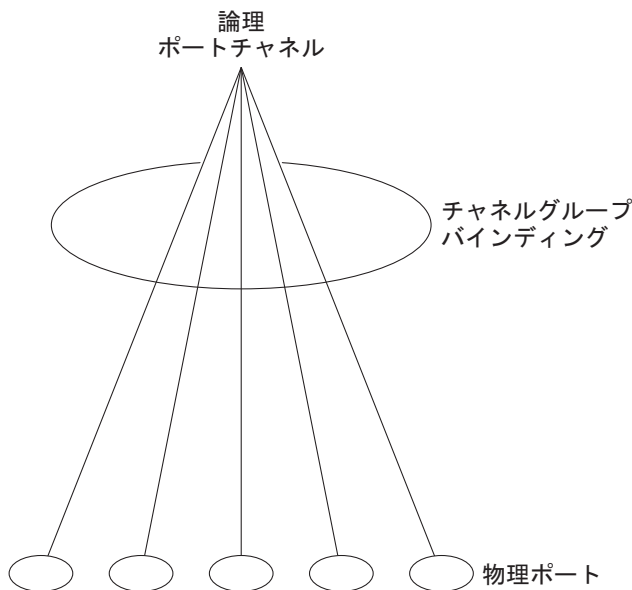 論理
ポートチャネル
チャネルグループ
バインディング
物理ポート